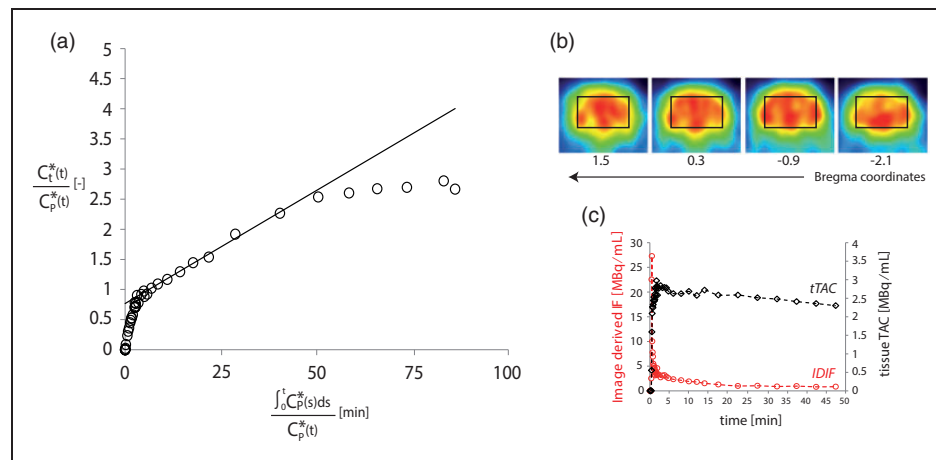 (a)
5
4.5
4
3.5
3
2.5
2
1.5
1
0.5
0
C*t(t)
C*P(t) [-]
0 25 50 75 100
∫t0C*P(s)ds
C*P(t) [min]
(b)
1.5 0.3 -0.9 -2.1
Bregma coordinates
(c)
Image derived IF [MBq/mL]
30
25
20
15
10
5
0
tTAC
IDIF
4
3.5
3
2.5
2
1.5
1
0.5
0
tissue TAC [MBq/mL]
0 5 10 15 20 25 30 35 40 45 50
time [min]